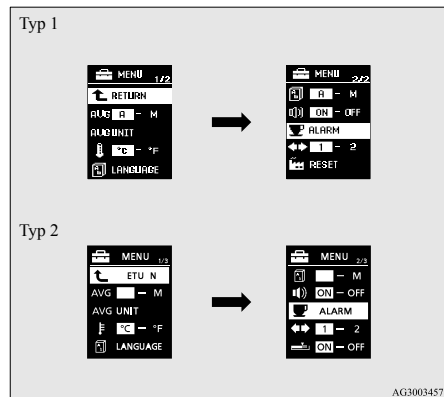 Typ 1
MENU 1/2
RETURN
AVG A – M
AVG UNIT
°C – °F
LANGUAGE
MENU 2/2
A – M
ON – OFF
ALARM
1 – 2
RESET
Typ 2
MENU 1/3
ETU N
AVG – M
AVG UNIT
°C – °F
LANGUAGE
MENU 2/3
– M
ON – OFF
ALARM
1 – 2
ON – OFF
AG3003457